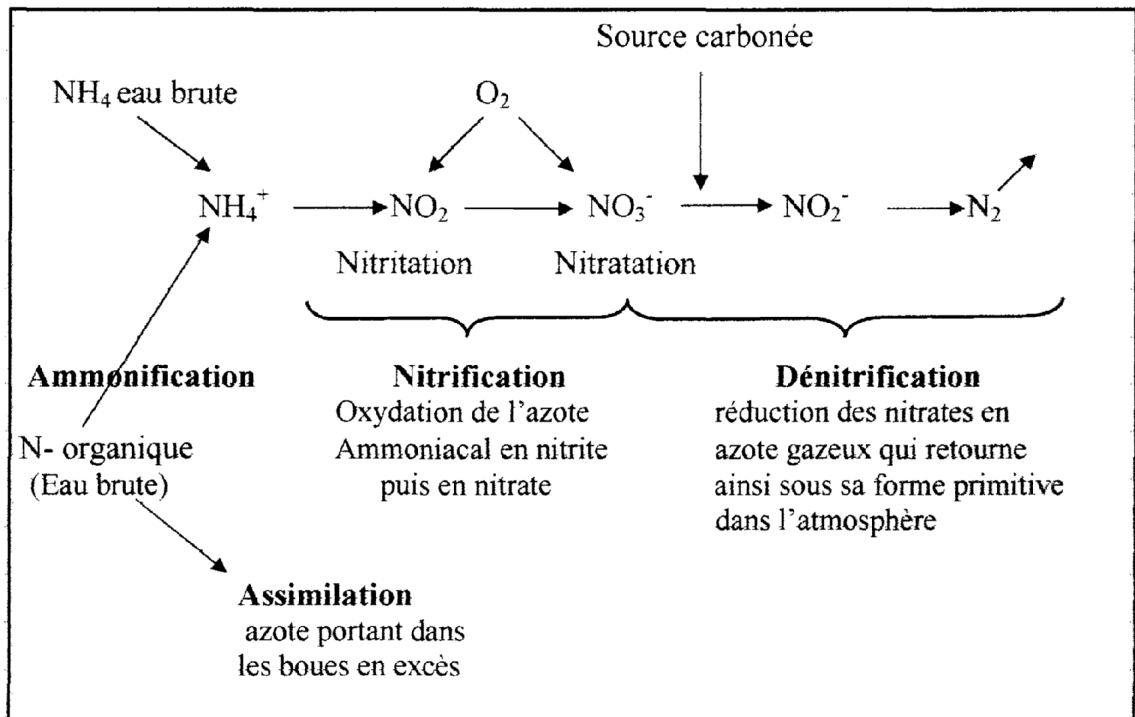 Source carbonée
NH₄ eau brute
O₂
NH₄⁺
NO₂
NO₃⁻
NO₂⁻
N₂
Nitritation
Nitratation
Ammonification
Nitrification
Dénitrification
Oxydation de l'azote
Ammoniacal en nitrite
puis en nitrate
réduction des nitrates en
azote gazeux qui retourne
ainsi sous sa forme primitive
dans l'atmosphère
N- organique
(Eau brute)
Assimilation
azote portant dans
les boues en excès